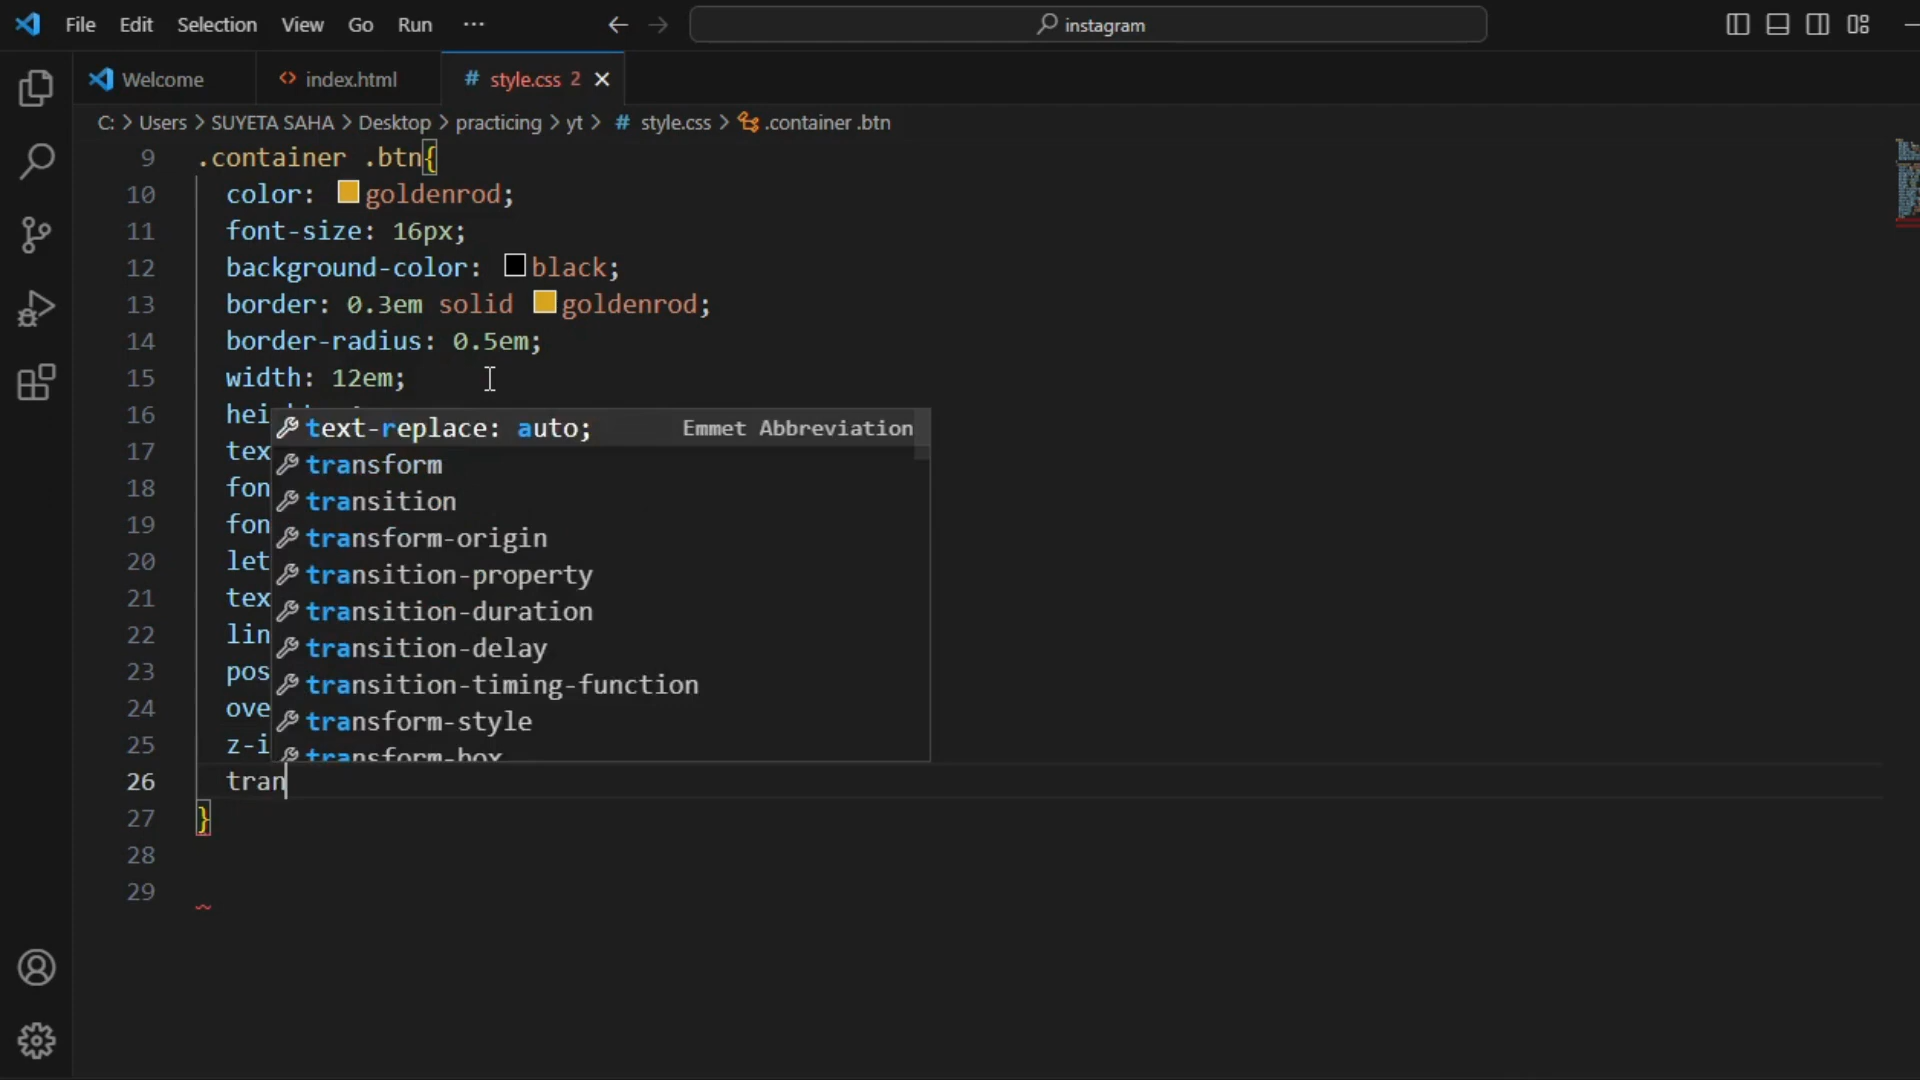 File Edit Selection View Go Run ···
instagram
Welcome
index.html
# style.css 2
C: > Users > SUYETA SAHA > Desktop > practicing > yt > # style.css > .container .btn
9 .container .btn{
10 color: goldenrod;
11 font-size: 16px;
12 background-color: black;
13 border: 0.3em solid goldenrod;
14 border-radius: 0.5em;
15 width: 12em;
16 hei
text-replace: auto; Emmet Abbreviation
17 tex
transform
18 fon
transition
19 fon
transform-origin
20 let
transition-property
21 tex
transition-duration
22 lin
transition-delay
23 pos
transition-timing-function
24 ove
transform-style
25 z-i
transform-box
26 tran
27 }
28
29